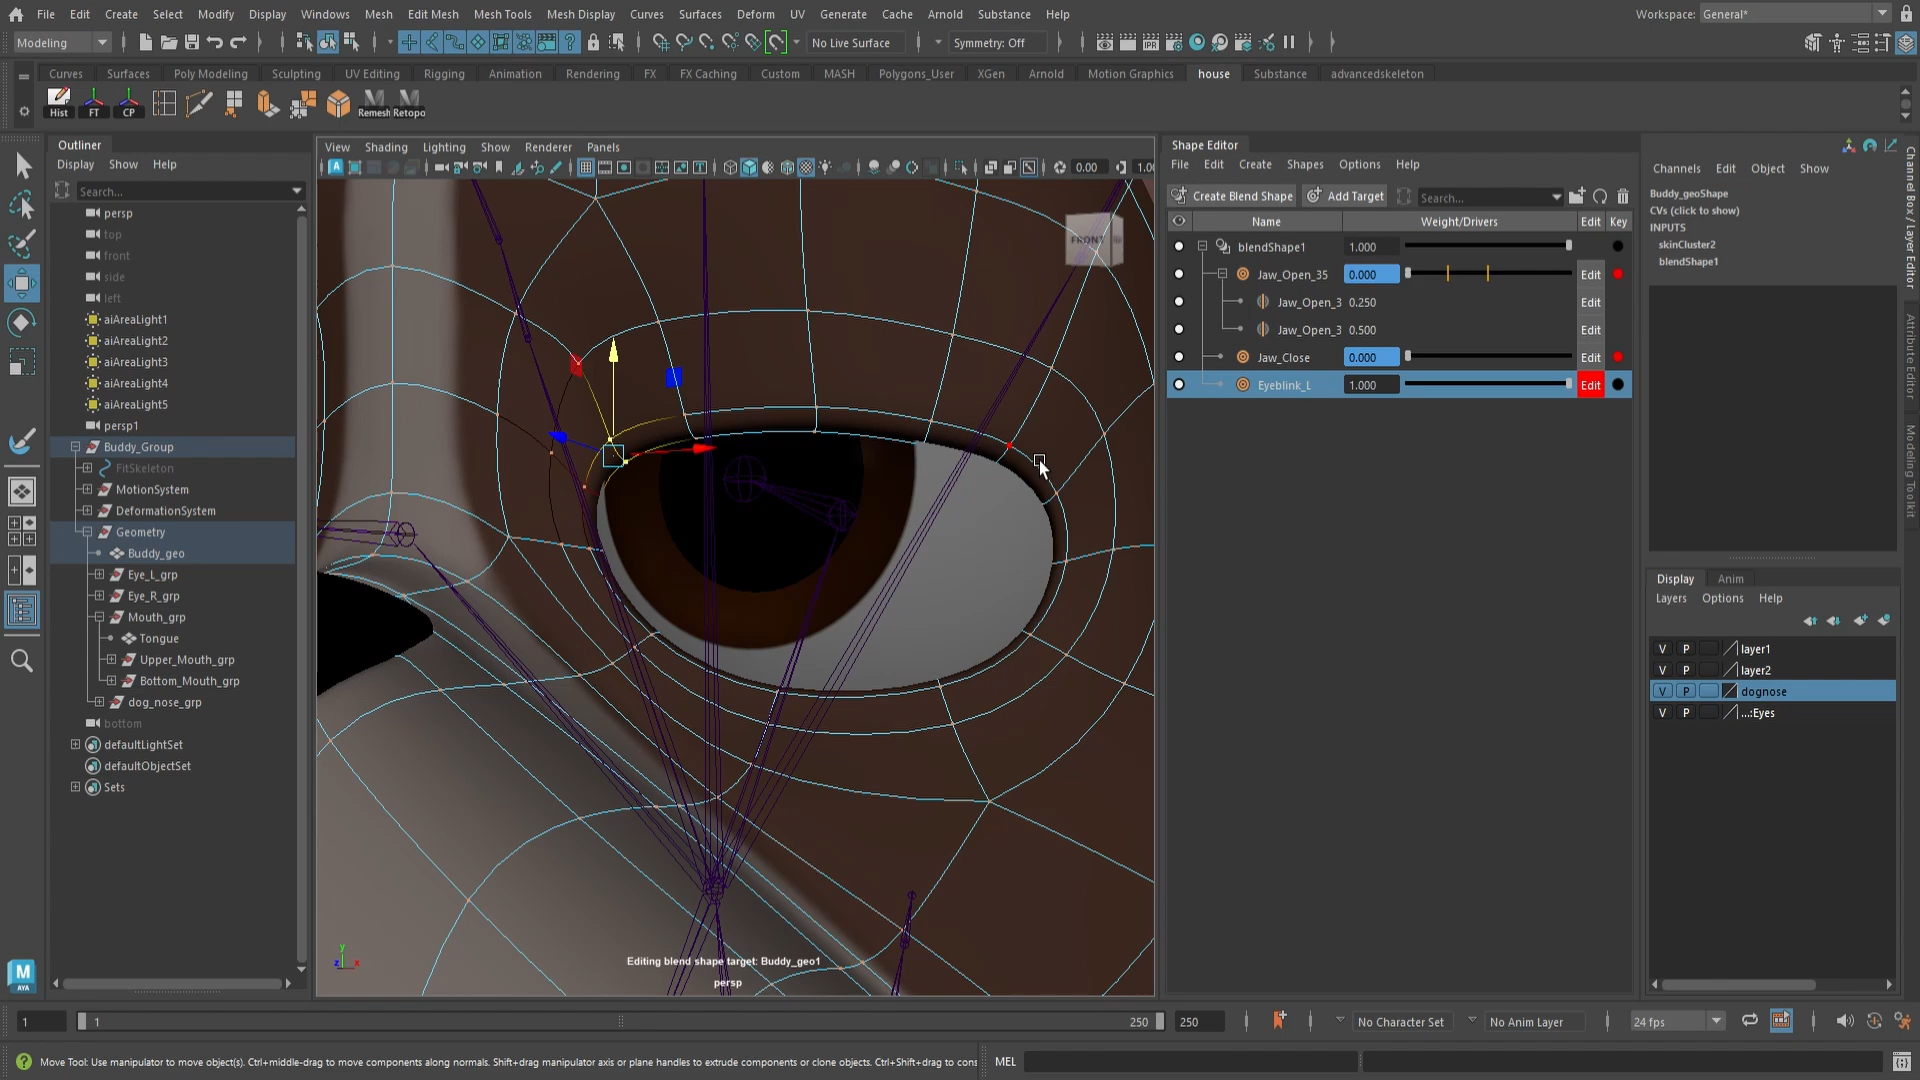 File Edit Create Select Modify Display Windows Mesh Edit Mesh Mesh Tools Mesh Display Curves Surfaces Deform UV Generate Cache Arnold Substance Help
Workspace: General*
Modeling
No Live Surface
Symmetry: Off
IPR
Curves Surfaces Poly Modeling Sculpting UV Editing Rigging Animation Rendering FX FX Caching Custom MASH Polygons_User XGen Arnold Motion Graphics house Substance advancedskeleton
Hist FT CP Remesh Retopo
Outliner
Display Show Help
Search...
persp
top
front
side
left
aiAreaLight1
aiAreaLight2
aiAreaLight3
aiAreaLight4
aiAreaLight5
persp1
Buddy_Group
FitSkeleton
MotionSystem
DeformationSystem
Geometry
Buddy_geo
Eye_L_grp
Eye_R_grp
Mouth_grp
Tongue
Upper_Mouth_grp
Bottom_Mouth_grp
dog_nose_grp
bottom
defaultLightSet
defaultObjectSet
Sets
M
AYA
View Shading Lighting Show Renderer Panels
0.00 1.0
FRONT
Editing blend shape target: Buddy_geo1
persp
y
z x
Shape Editor
File Edit Create Shapes Options Help
Create Blend Shape Add Target Search...
Name Weight/Drivers Edit Key
blendShape1 1.000
Jaw_Open_35 0.000 Edit
Jaw_Open_3 0.250 Edit
Jaw_Open_3 0.500 Edit
Jaw_Close 0.000 Edit
Eyeblink_L 1.000 Edit
Channels Edit Object Show
Buddy_geoShape
CVs (click to show)
INPUTS
skinCluster2
blendShape1
Display Anim
Layers Options Help
V P layer1
V P layer2
V P dognose
V P ...:Eyes
Channel Box / Layer Editor
Attribute Editor
Modeling Toolkit
1 1 250 250
No Character Set
No Anim Layer
24 fps
Move Tool: Use manipulator to move object(s). Ctrl+middle-drag to move components along normals. Shift+drag manipulator axis or plane handles to extrude components or clone objects. Ctrl+Shift+drag to cons
MEL